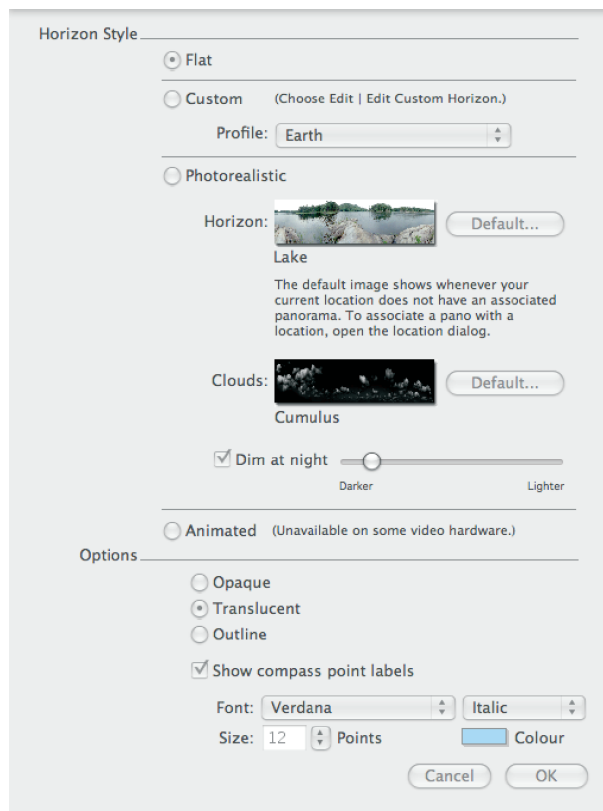 Horizon Style
Flat
Custom (Choose Edit | Edit Custom Horizon.)
Profile: Earth
Photorealistic
Horizon: Default...
Lake
The default image shows whenever your
current location does not have an associated
panorama. To associate a pano with a
location, open the location dialog.
Clouds: Default...
Cumulus
Dim at night
Darker Lighter
Animated (Unavailable on some video hardware.)
Options
Opaque
Translucent
Outline
Show compass point labels
Font: Verdana Italic
Size: 12 Points Colour
Cancel OK